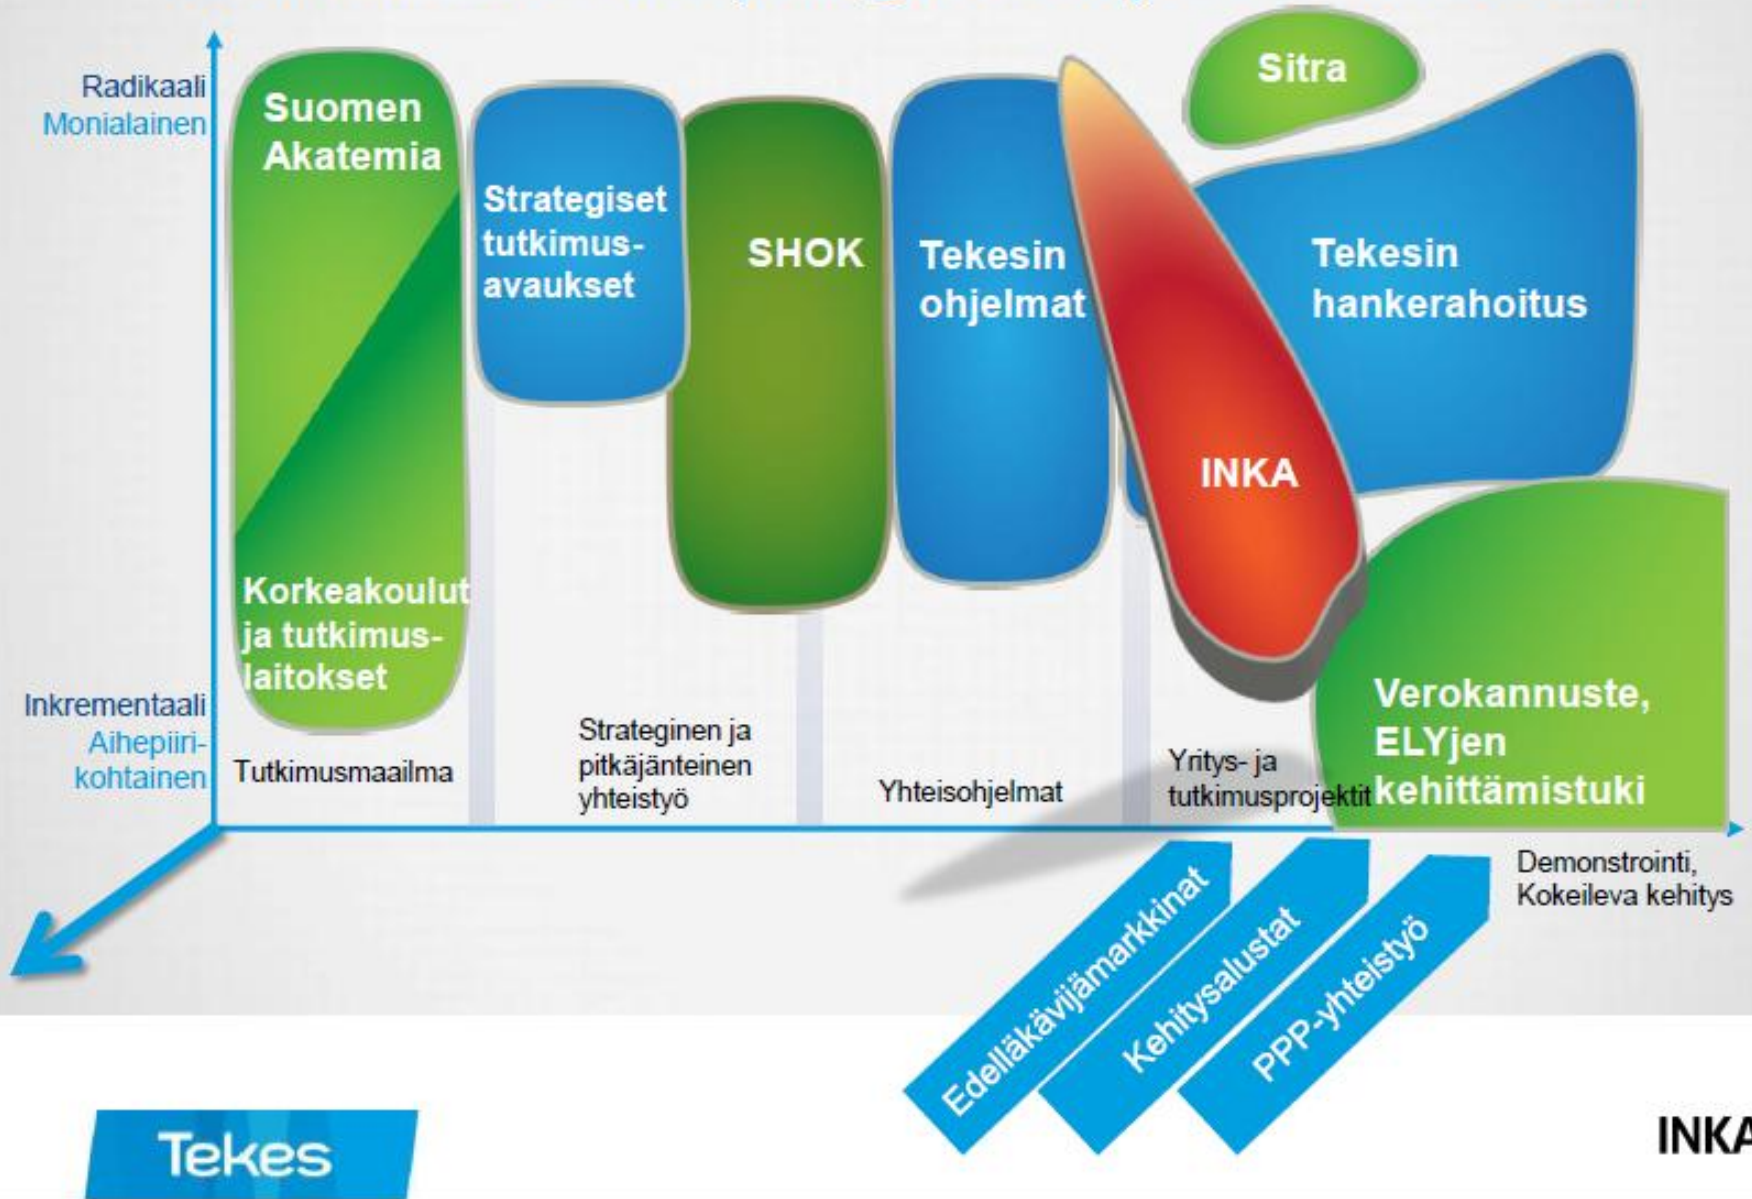 Radikaali
Monialainen
Suomen
Akatemia
Strategiset
tutkimus-
avaukset
SHOK
Tekesin
ohjelmat
Sitra
Tekesin
hankerahoitus
INKA
Korkeakoulut
ja tutkimus-
laitokset
Inkrementaali
Aihepiiri-
kohtainen
Tutkimusmaailma
Strateginen ja
pitkäjänteinen
yhteistyö
Yhteisohjelmat
Yritys- ja
tutkimusprojektit
Verokannuste,
ELYjen
kehittämistuki
Demonstrointi,
Kokeileva kehitys
Edelläkävijämarkkinat
Kehitysalustat
PPP-yhteistyö
Tekes
INKA